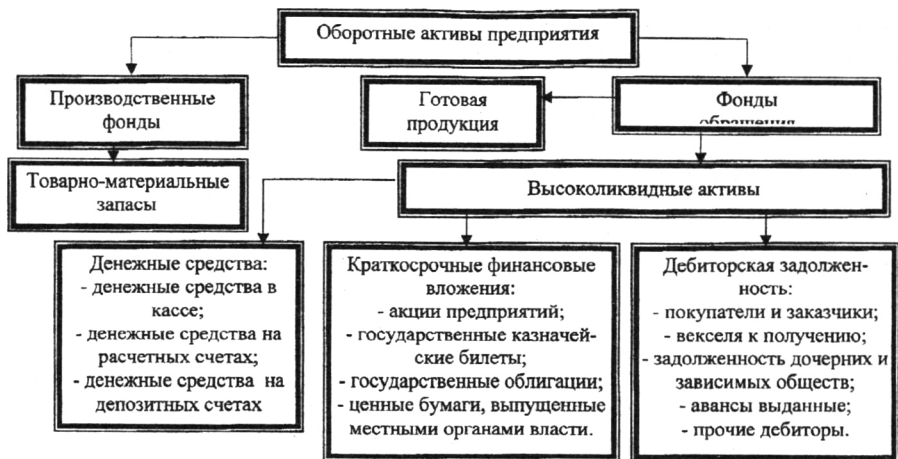 Оборотные активы предприятия
Производственные
фонды
Готовая
продукция
Фонды
обращения
Товарно-материальные
запасы
Высоколиквидные активы
Денежные средства:
- денежные средства в
кассе;
- денежные средства на
расчетных счетах;
- денежные средства на
депозитных счетах
Краткосрочные финансовые
вложения:
- акции предприятий;
- государственные казначей-
ские билеты;
- государственные облигации;
- ценные бумаги, выпущенные
местными органами власти.
Дебиторская задолжен-
ность:
- покупатели и заказчики;
- векселя к получению;
- задолженность дочерних и
зависимых обществ;
- авансы выданные;
- прочие дебиторы.